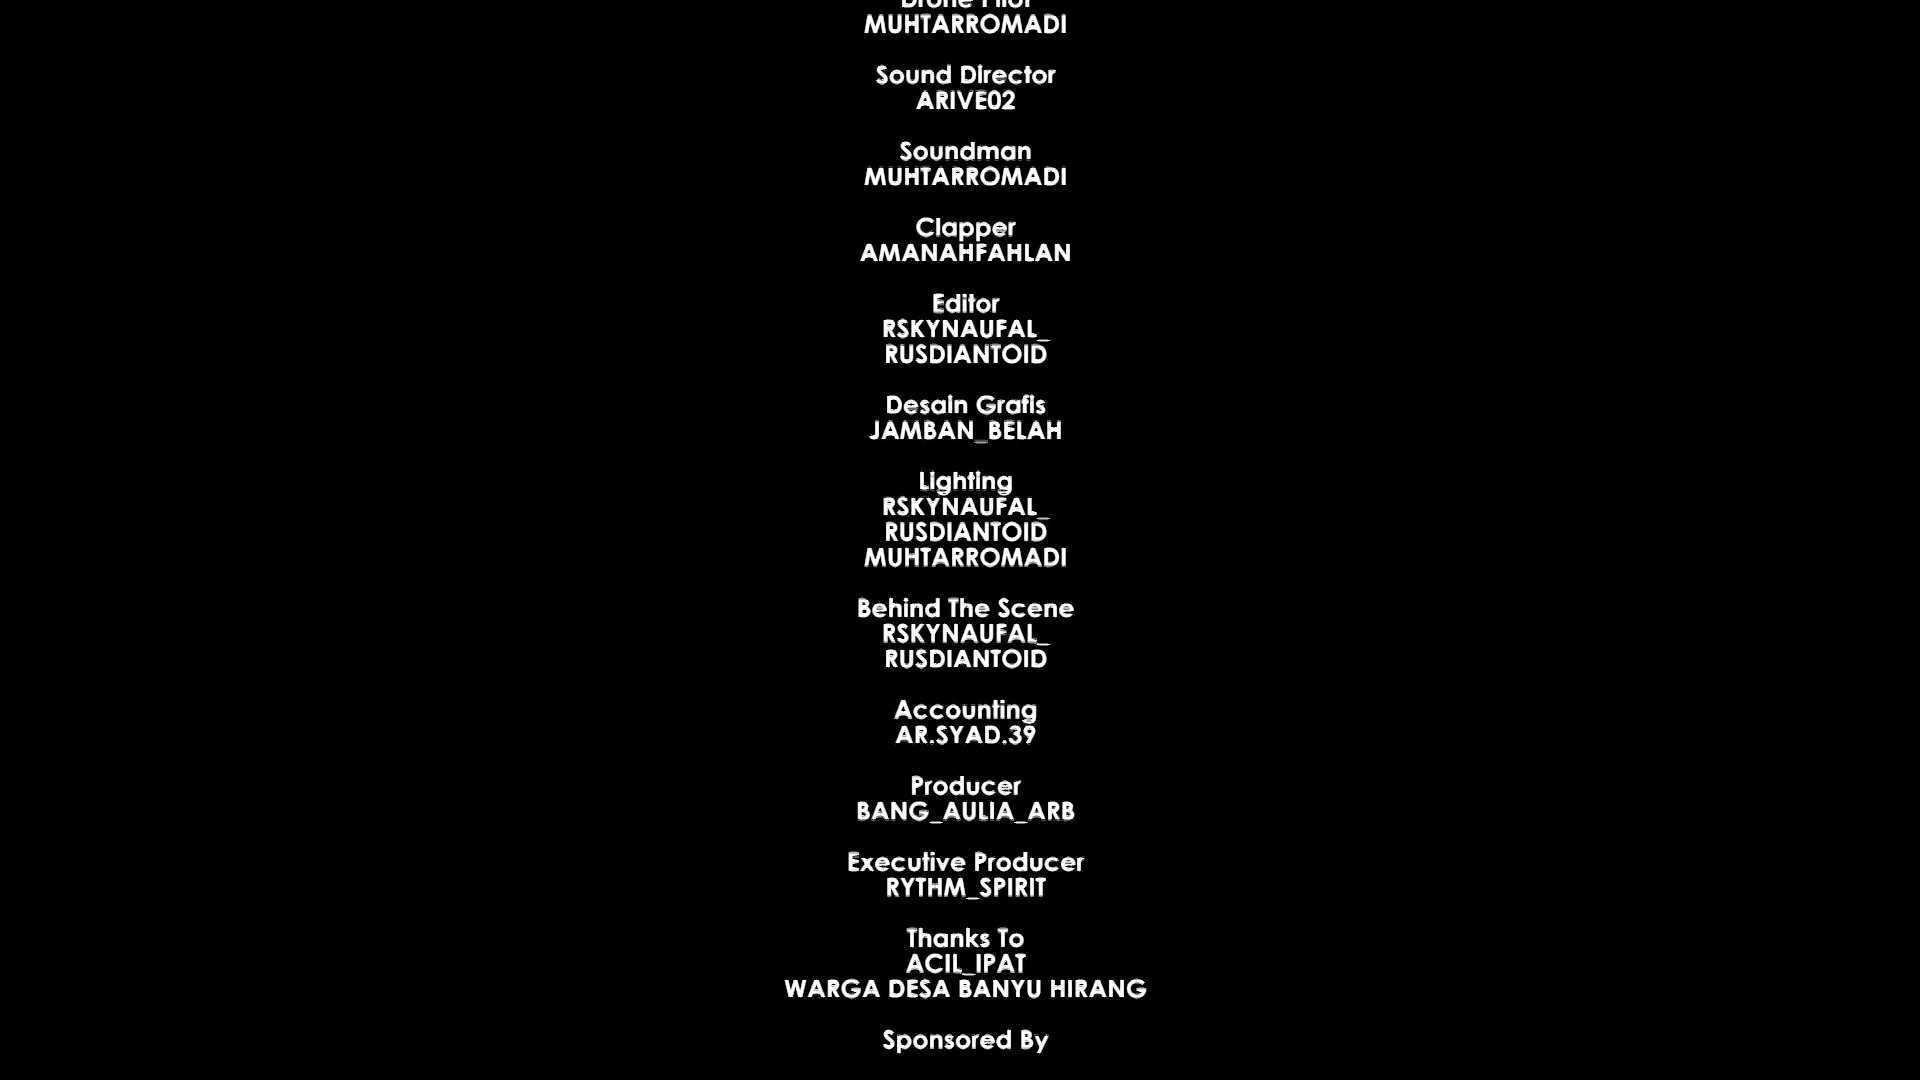 Drone Pilot
MUHTARROMADI
Sound Director
ARIVE02
Soundman
MUHTARROMADI
Clapper
AMANAHFAHLAN
Editor
RSKYNAUFAL_
RUSDIANTOID
Desain Grafis
JAMBAN_BELAH
Lighting
RSKYNAUFAL_
RUSDIANTOID
MUHTARROMADI
Behind The Scene
RSKYNAUFAL_
RUSDIANTOID
Accounting
AR.SYAD.39
Producer
BANG_AULIA_ARB
Executive Producer
RYTHM_SPIRIT
Thanks To
ACIL_IPAT
WARGA DESA BANYU HIRANG
Sponsored By